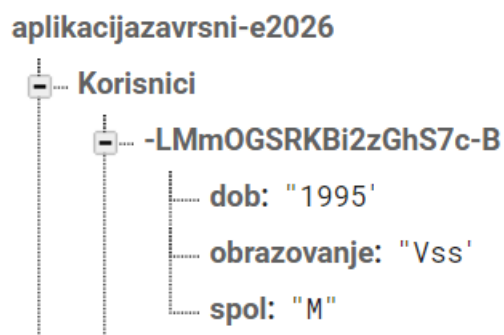 aplikacijazavrsni-e2026
Korisnici
-LMmOGSRKBi2zGhS7c-B
dob: "1995'
obrazovanje: "Vss'
spol: "M"